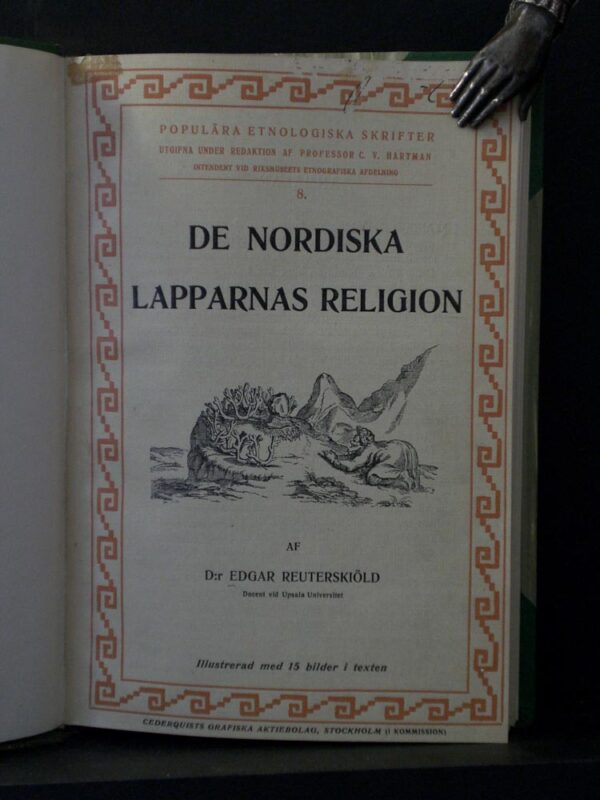 POPULÄRA ETNOLOGISKA SKRIFTER
UTGIFNA UNDER REDAKTION AF PROFESSOR C. V. HARTMAN
INTENDENT VID RIKSMUSEETS ETNOGRAFISKA AFDELNING
8.
DE NORDISKA
LAPPARNAS RELIGION
AF
D:r EDGAR REUTERSKIÖLD
Docent vid Upsala Universitet
Illustrerad med 15 bilder i texten
CEDERQUISTS GRAFISKA AKTIEBOLAG, STOCKHOLM (I KOMMISSION)